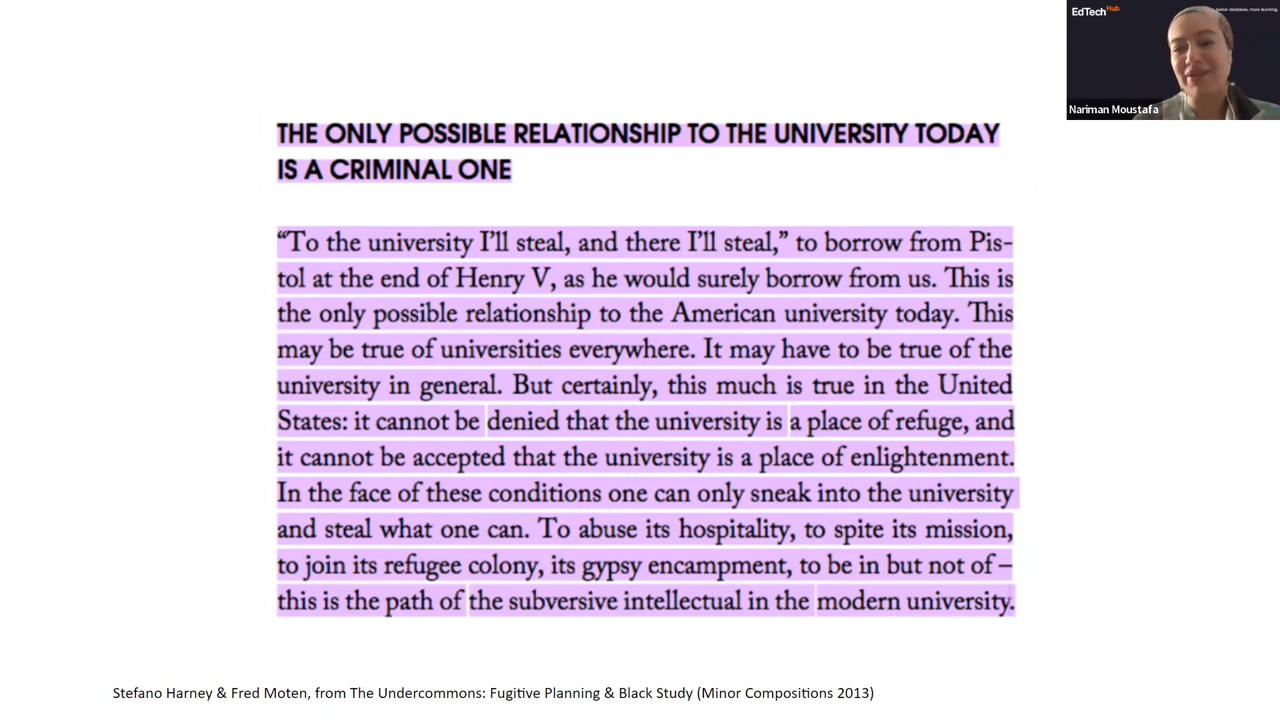 EdTech Hub
better decisions, more learning.
Nariman Moustafa
THE ONLY POSSIBLE RELATIONSHIP TO THE UNIVERSITY TODAY
IS A CRIMINAL ONE
“To the university I’ll steal, and there I’ll steal,” to borrow from Pis-
tol at the end of Henry V, as he would surely borrow from us. This is
the only possible relationship to the American university today. This
may be true of universities everywhere. It may have to be true of the
university in general. But certainly, this much is true in the United
States: it cannot be denied that the university is a place of refuge, and
it cannot be accepted that the university is a place of enlightenment.
In the face of these conditions one can only sneak into the university
and steal what one can. To abuse its hospitality, to spite its mission,
to join its refugee colony, its gypsy encampment, to be in but not of –
this is the path of the subversive intellectual in the modern university.
Stefano Harney & Fred Moten, from The Undercommons: Fugitive Planning & Black Study (Minor Compositions 2013)